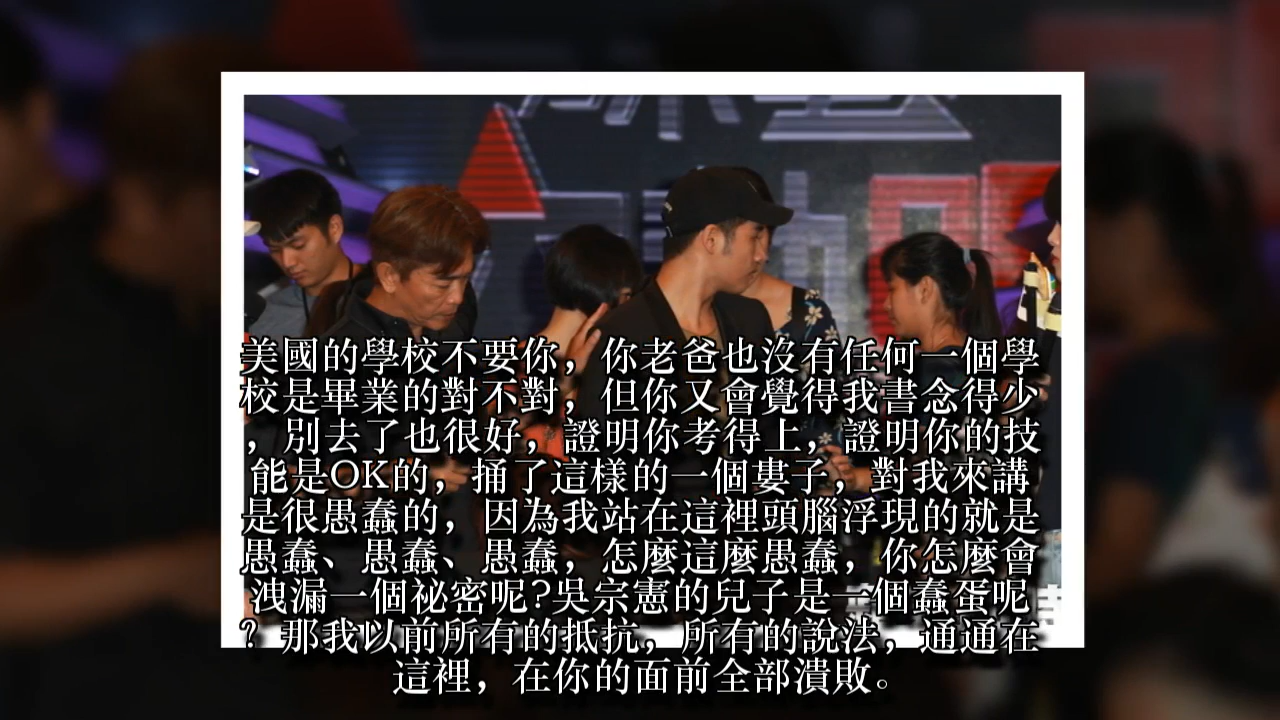 美國的學校不要你，你老爸也沒有任何一個學
校是畢業的對不對，但你又會覺得我書念得少
，別去了也很好，證明你考得上，證明你的技
能是OK的，捅了這樣的一個婁子，對我來講
是很愚蠢的，因為我站在這裡頭腦浮現的就是
愚蠢、愚蠢、愚蠢，怎麼這麼愚蠢，你怎麼會
洩漏一個祕密呢?吳宗憲的兒子是一個蠢蛋呢
？那我以前所有的抵抗，所有的說法，通通在
這裡，在你的面前全部潰敗。